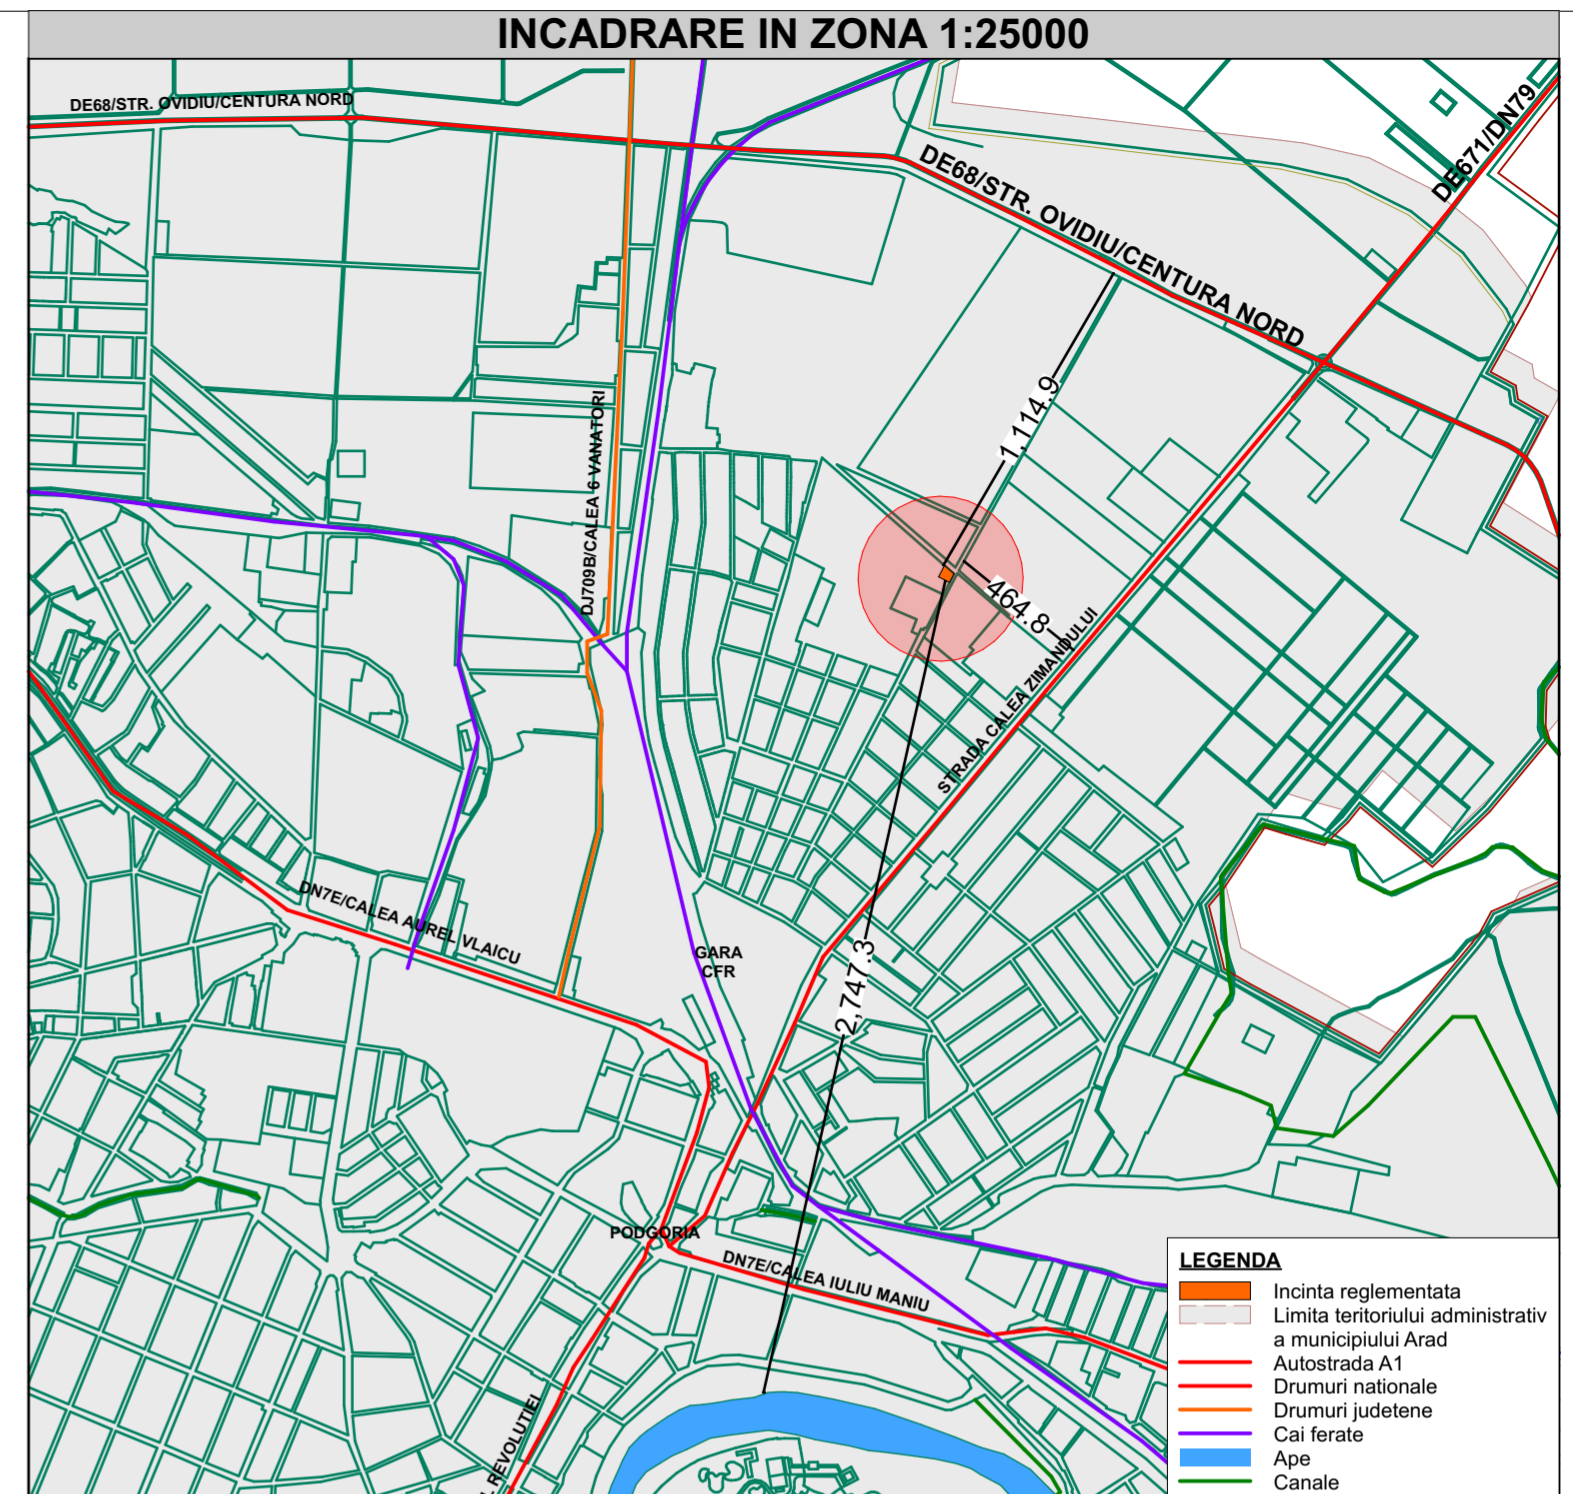 INCADRARE IN ZONA 1:25000
DE68/STR. OVIDIU/CENTURA NORD
DE671/DN79
DE68/STR. OVIDIU/CENTURA NORD
1,114.9
DJ709B/CALEA 6 VANATORI
464.8
STRADA CALEA ZIMANDULUI
DN7E/CALEA AUREL VLAICU
GARA
CFR
2,747.3
PODGORIA
DN7E/CALEA IULIU MANIU
REVOLUTIEI
LEGENDA
Incinta reglementata
Limita teritoriului administrativ
a municipiului Arad
Autostrada A1
Drumuri nationale
Drumuri judetene
Cai ferate
Ape
Canale